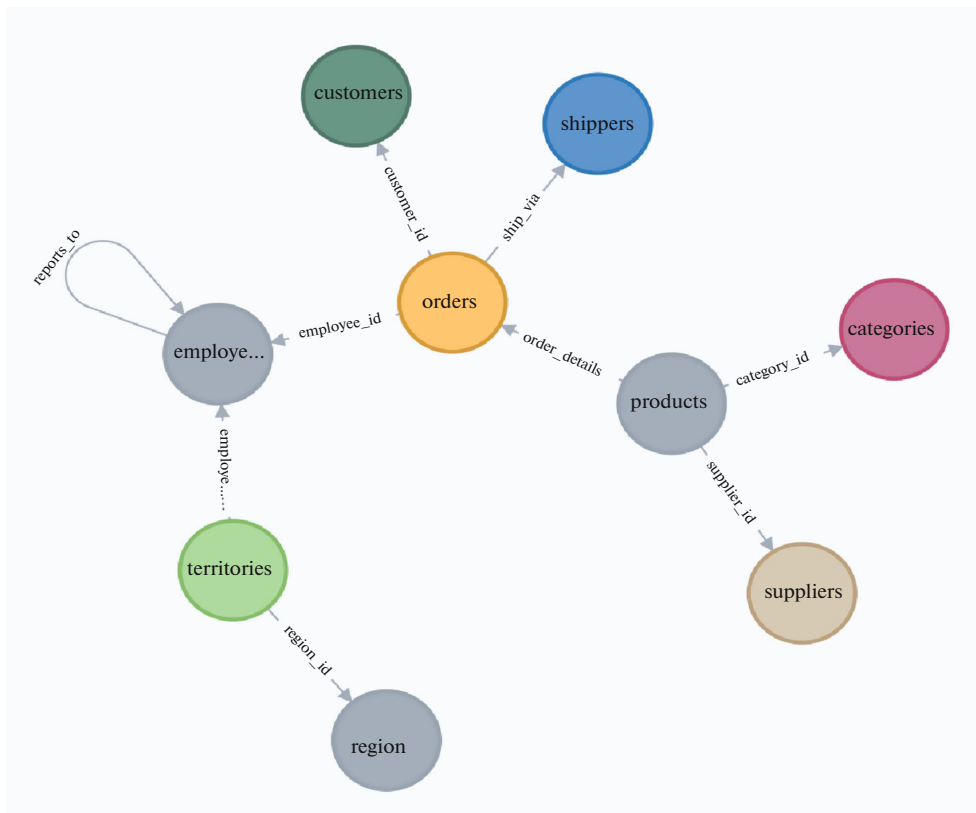 customers
shippers
customer_id
ship_via
reports_to
orders
employee_id
employe...
order_details
categories
category_id
products
employe......
supplier_id
territories
suppliers
region_id
region